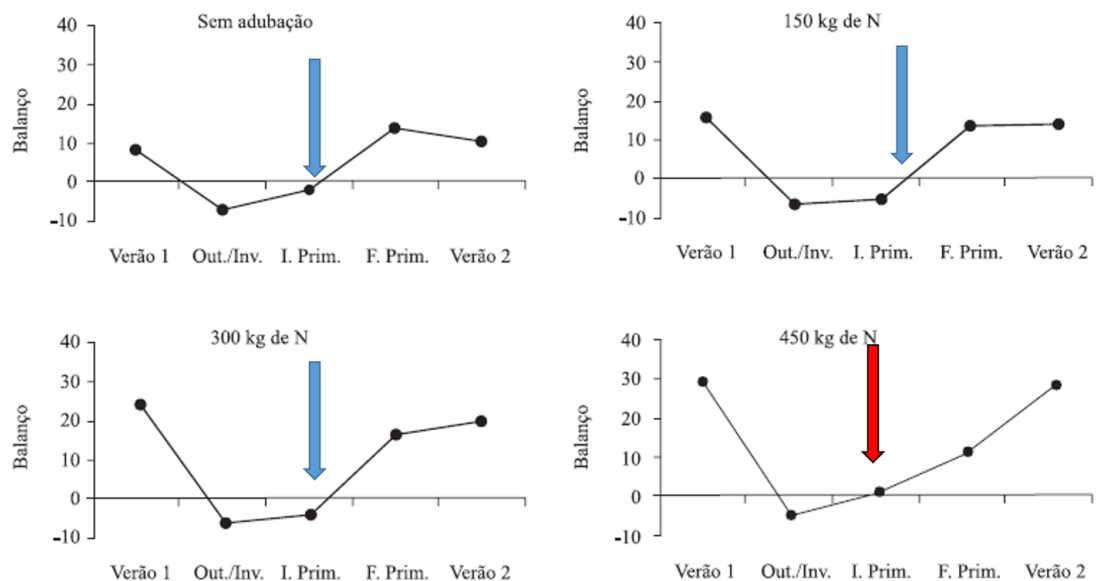 Sem adubação
Balanço
40
30
20
10
0
-10
Verão 1 Out./Inv. I. Prim. F. Prim. Verão 2
150 kg de N
Balanço
40
30
20
10
0
-10
Verão 1 Out./Inv. I. Prim. F. Prim. Verão 2
300 kg de N
Balanço
40
30
20
10
0
-10
Verão 1 Out./Inv. I. Prim. F. Prim. Verão 2
450 kg de N
Balanço
40
30
20
10
0
-10
Verão 1 Out./Inv. I. Prim. F. Prim. Verão 2